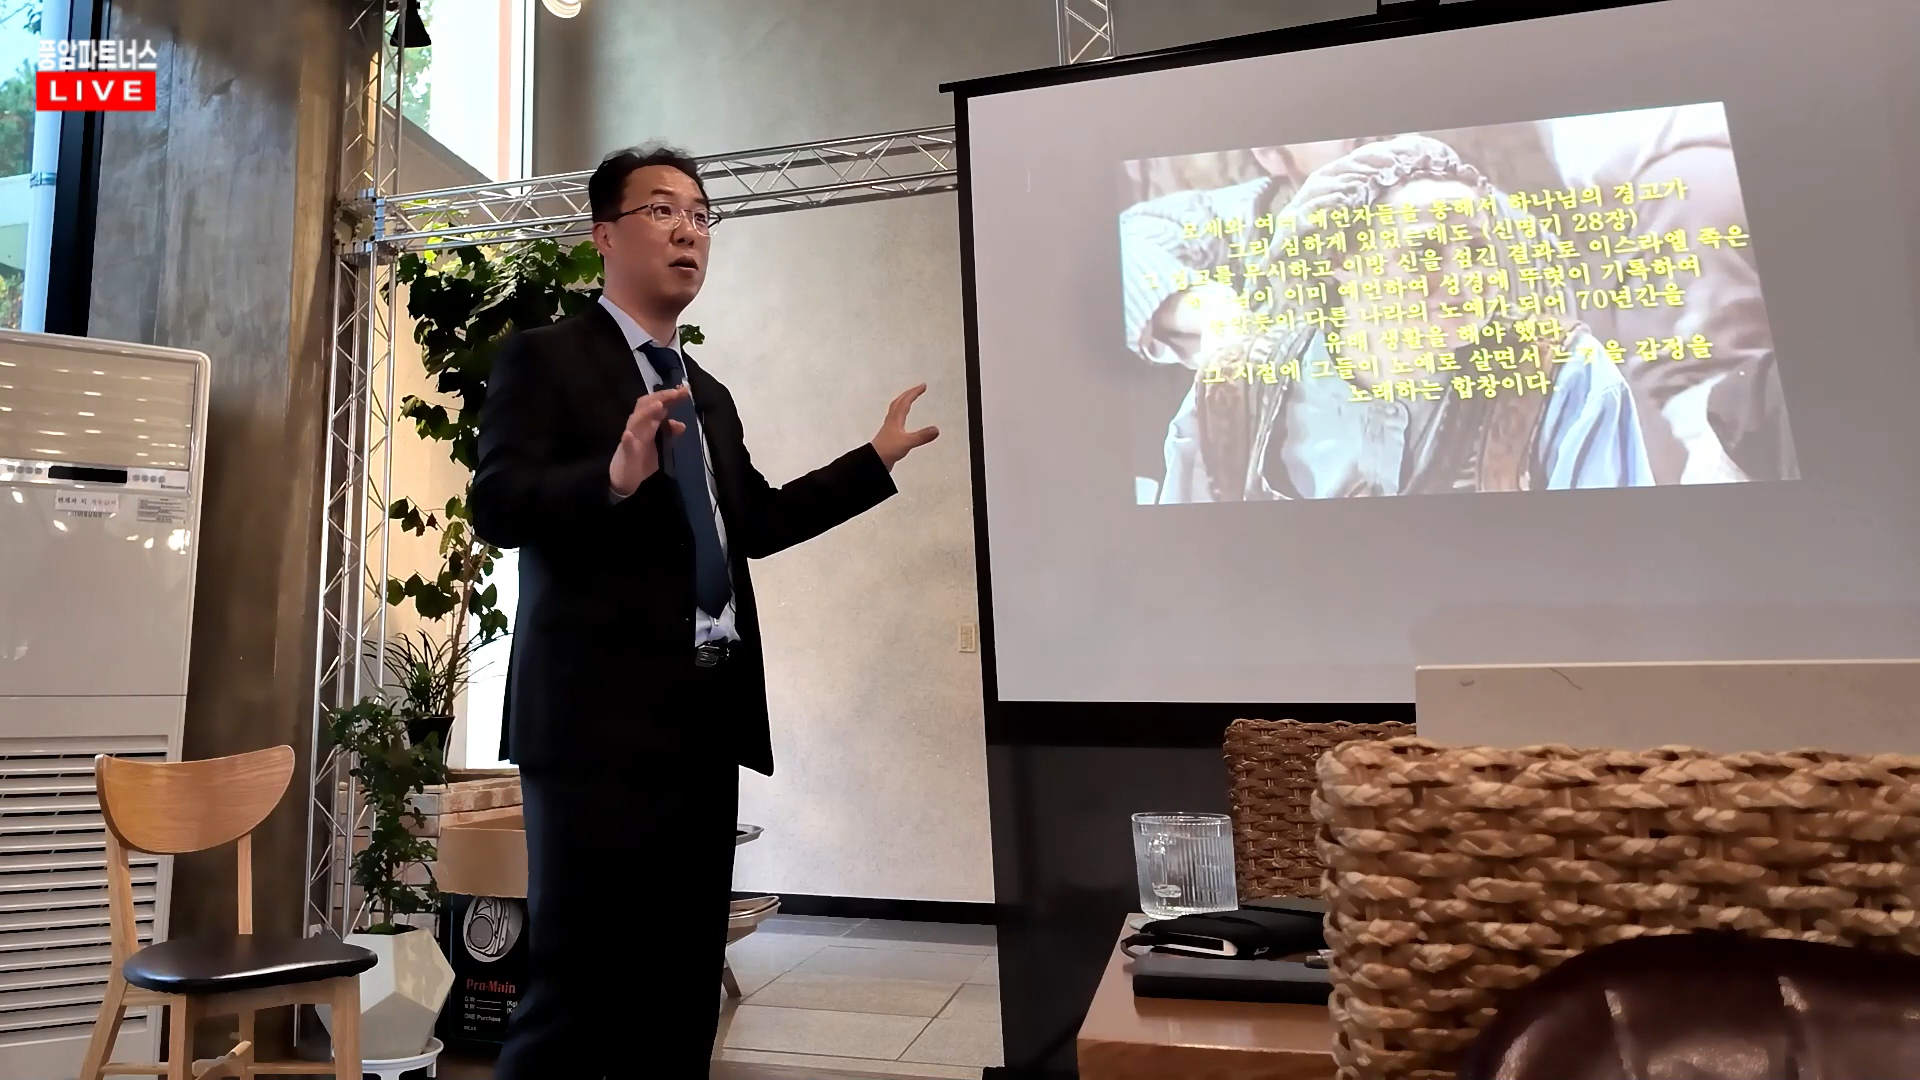 풍암파트너스
LIVE
모세와 여러 예언자들을 통해서 하나님의 경고가
그리 심하게 있었는데도 (신명기 28장)
그 경고를 무시하고 이방 신을 섬긴 결과로 이스라엘 족은
이 이미 예언하여 성경에 뚜렷이 기록하여
다른 나라의 노예가 되어 70년간을
유배 생활을 해야 했다.
그 시절에 그들이 노예로 살면서 느꼈을 감정을
노래하는 합창이다.
Pro-Main
ONE Purchase